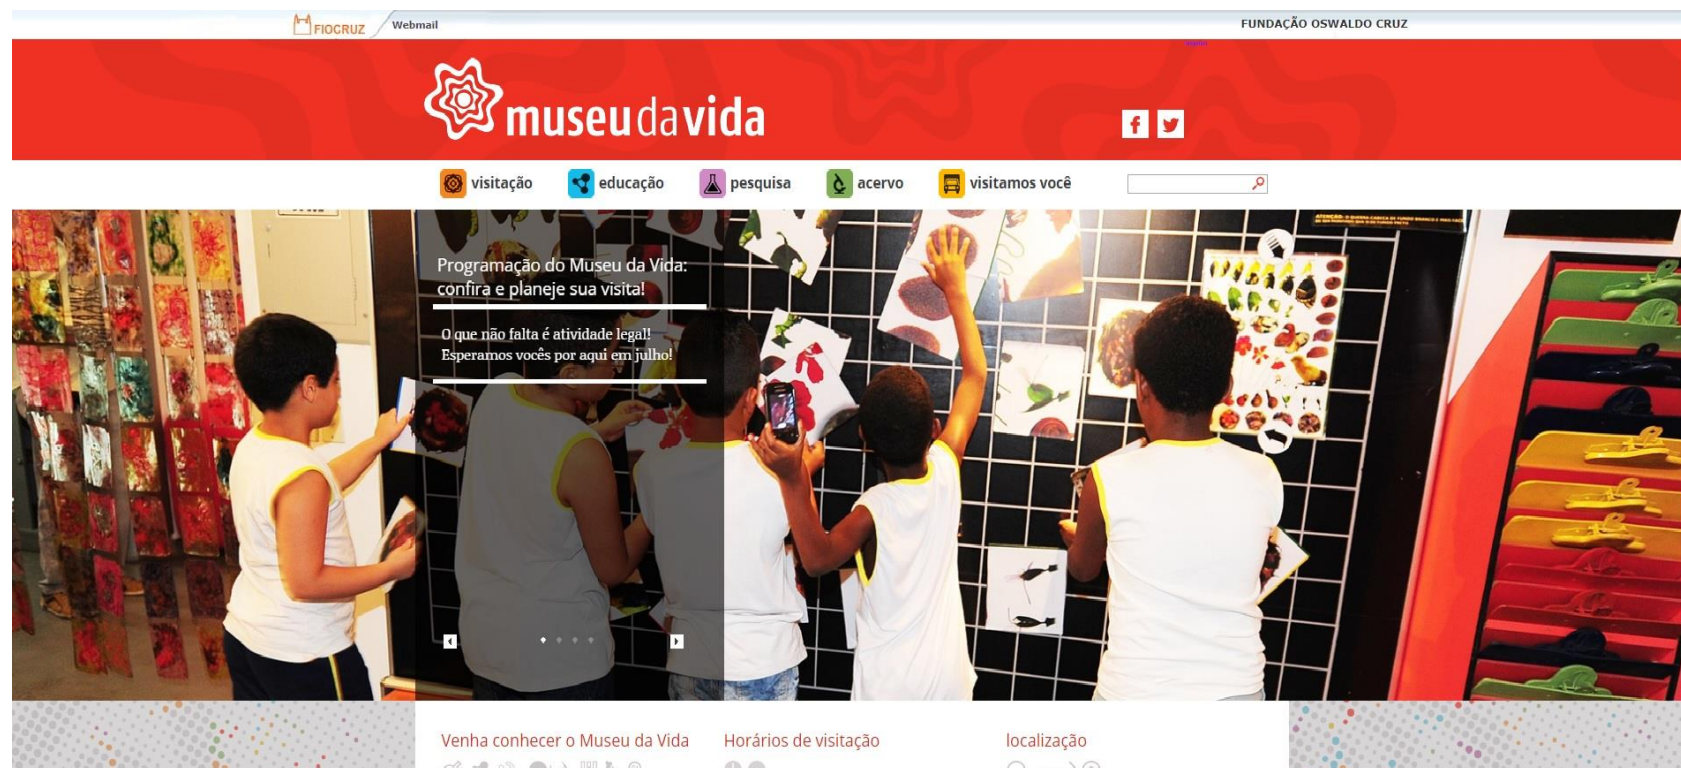 FIOCRUZ
Webmail
FUNDAÇÃO OSWALDO CRUZ
museudavida
visitação
educação
pesquisa
acervo
visitamos você
Programação do Museu da Vida:
confira e planeje sua visita!
O que não falta é atividade legal!
Esperamos vocês por aqui em julho!
Venha conhecer o Museu da Vida
Horários de visitação
localização